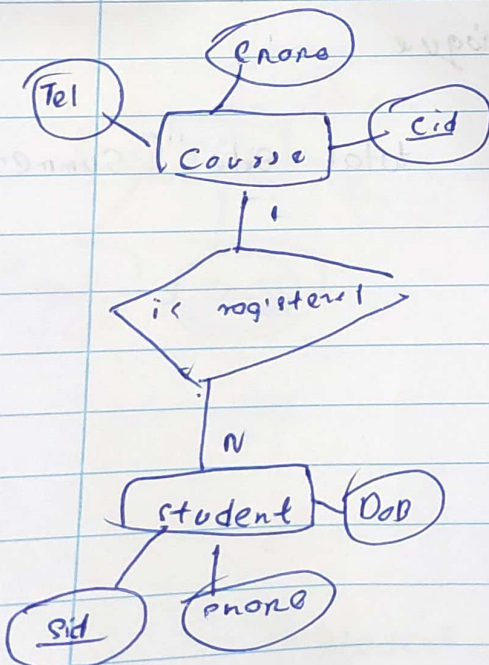 Phone
Tel
Cid
Course
1
is registered
N
student
DoB
Sid
Phone